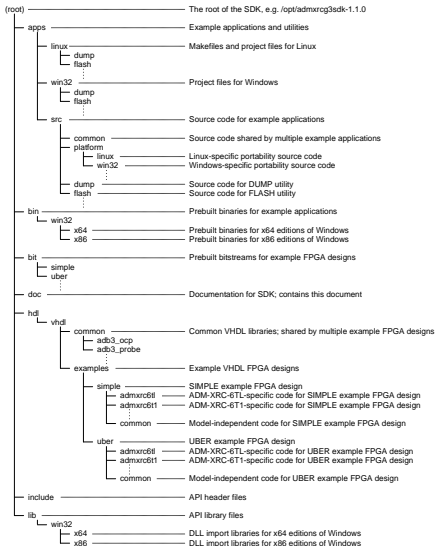 (root) The root of the SDK, e.g. /opt/admxrcg3sdk-1.1.0
apps Example applications and utilities
linux Makefiles and project files for Linux
dump
flash
win32 Project files for Windows
dump
flash
src Source code for example applications
common Source code shared by multiple example applications
platform
linux Linux-specific portability source code
win32 Windows-specific portability source code
dump Source code for DUMP utility
flash Source code for FLASH utility
bin Prebuilt binaries for example applications
win32
x64 Prebuilt binaries for x64 editions of Windows
x86 Prebuilt binaries for x86 editions of Windows
bit Prebuilt bitstreams for example FPGA designs
simple
uber
doc Documentation for SDK; contains this document
hdl
vhdl
common Common VHDL libraries; shared by multiple example FPGA designs
adb3_ocp
adb3_probe
examples Example VHDL FPGA designs
simple SIMPLE example FPGA design
admxrc6tl ADM-XRC-6TL-specific code for SIMPLE example FPGA design
admxrc6t1 ADM-XRC-6T1-specific code for SIMPLE example FPGA design
common Model-independent code for SIMPLE example FPGA design
uber UBER example FPGA design
admxrc6tl ADM-XRC-6TL-specific code for UBER example FPGA design
admxrc6t1 ADM-XRC-6T1-specific code for UBER example FPGA design
common Model-independent code for UBER example FPGA design
include API header files
lib API library files
win32
x64 DLL import libraries for x64 editions of Windows
x86 DLL import libraries for x86 editions of Windows